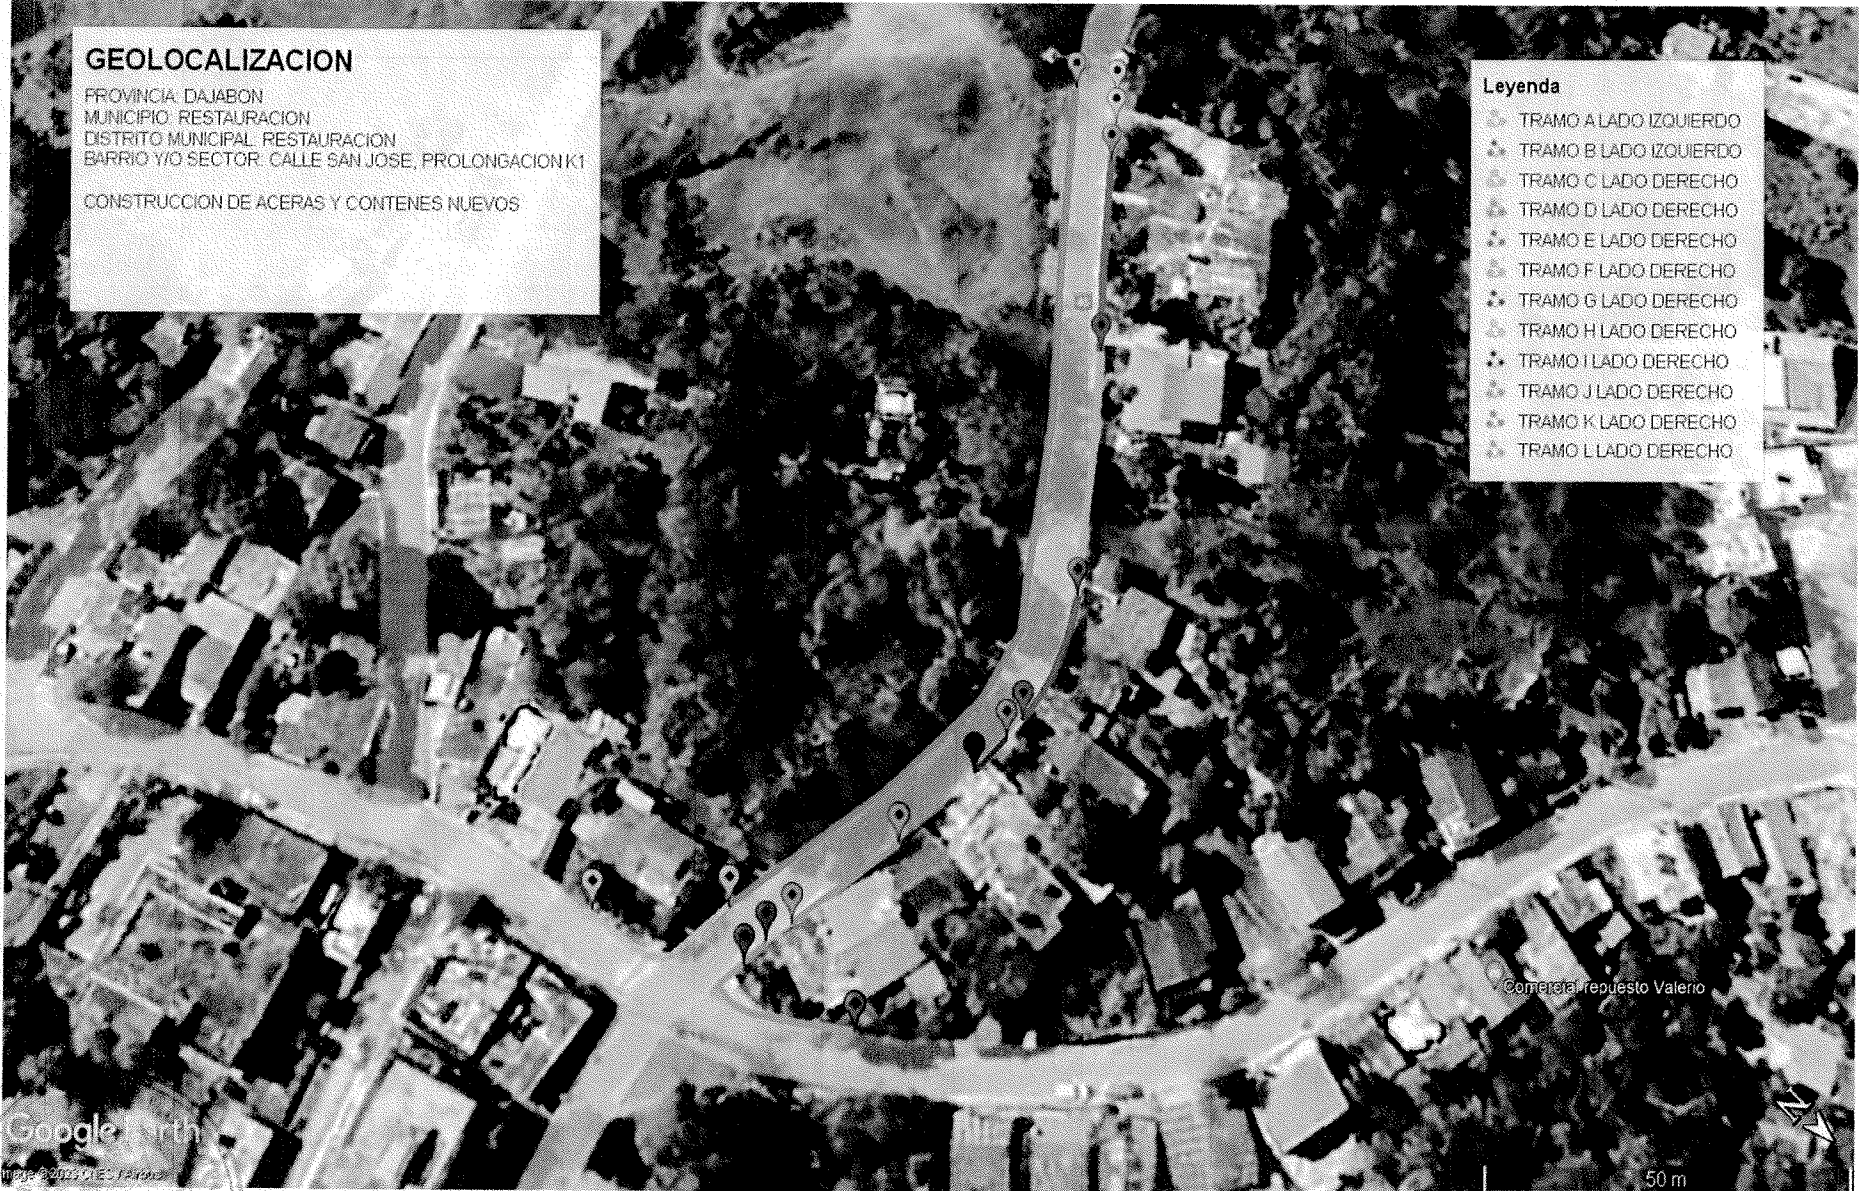 GEOLOCALIZACION
PROVINCIA: DAJABON
MUNICIPIO: RESTAURACION
DISTRITO MUNICIPAL: RESTAURACION
BARRIO Y/O SECTOR: CALLE SAN JOSE, PROLONGACION K1
CONSTRUCCION DE ACERAS Y CONTENES NUEVOS
Leyenda
TRAMO A LADO IZQUIERDO
TRAMO B LADO IZQUIERDO
TRAMO C LADO DERECHO
TRAMO D LADO DERECHO
TRAMO E LADO DERECHO
TRAMO F LADO DERECHO
TRAMO G LADO DERECHO
TRAMO H LADO DERECHO
TRAMO I LADO DERECHO
TRAMO J LADO DERECHO
TRAMO K LADO DERECHO
TRAMO L LADO DERECHO
Comercial repuesto Valerio
N
Google Earth
50 m